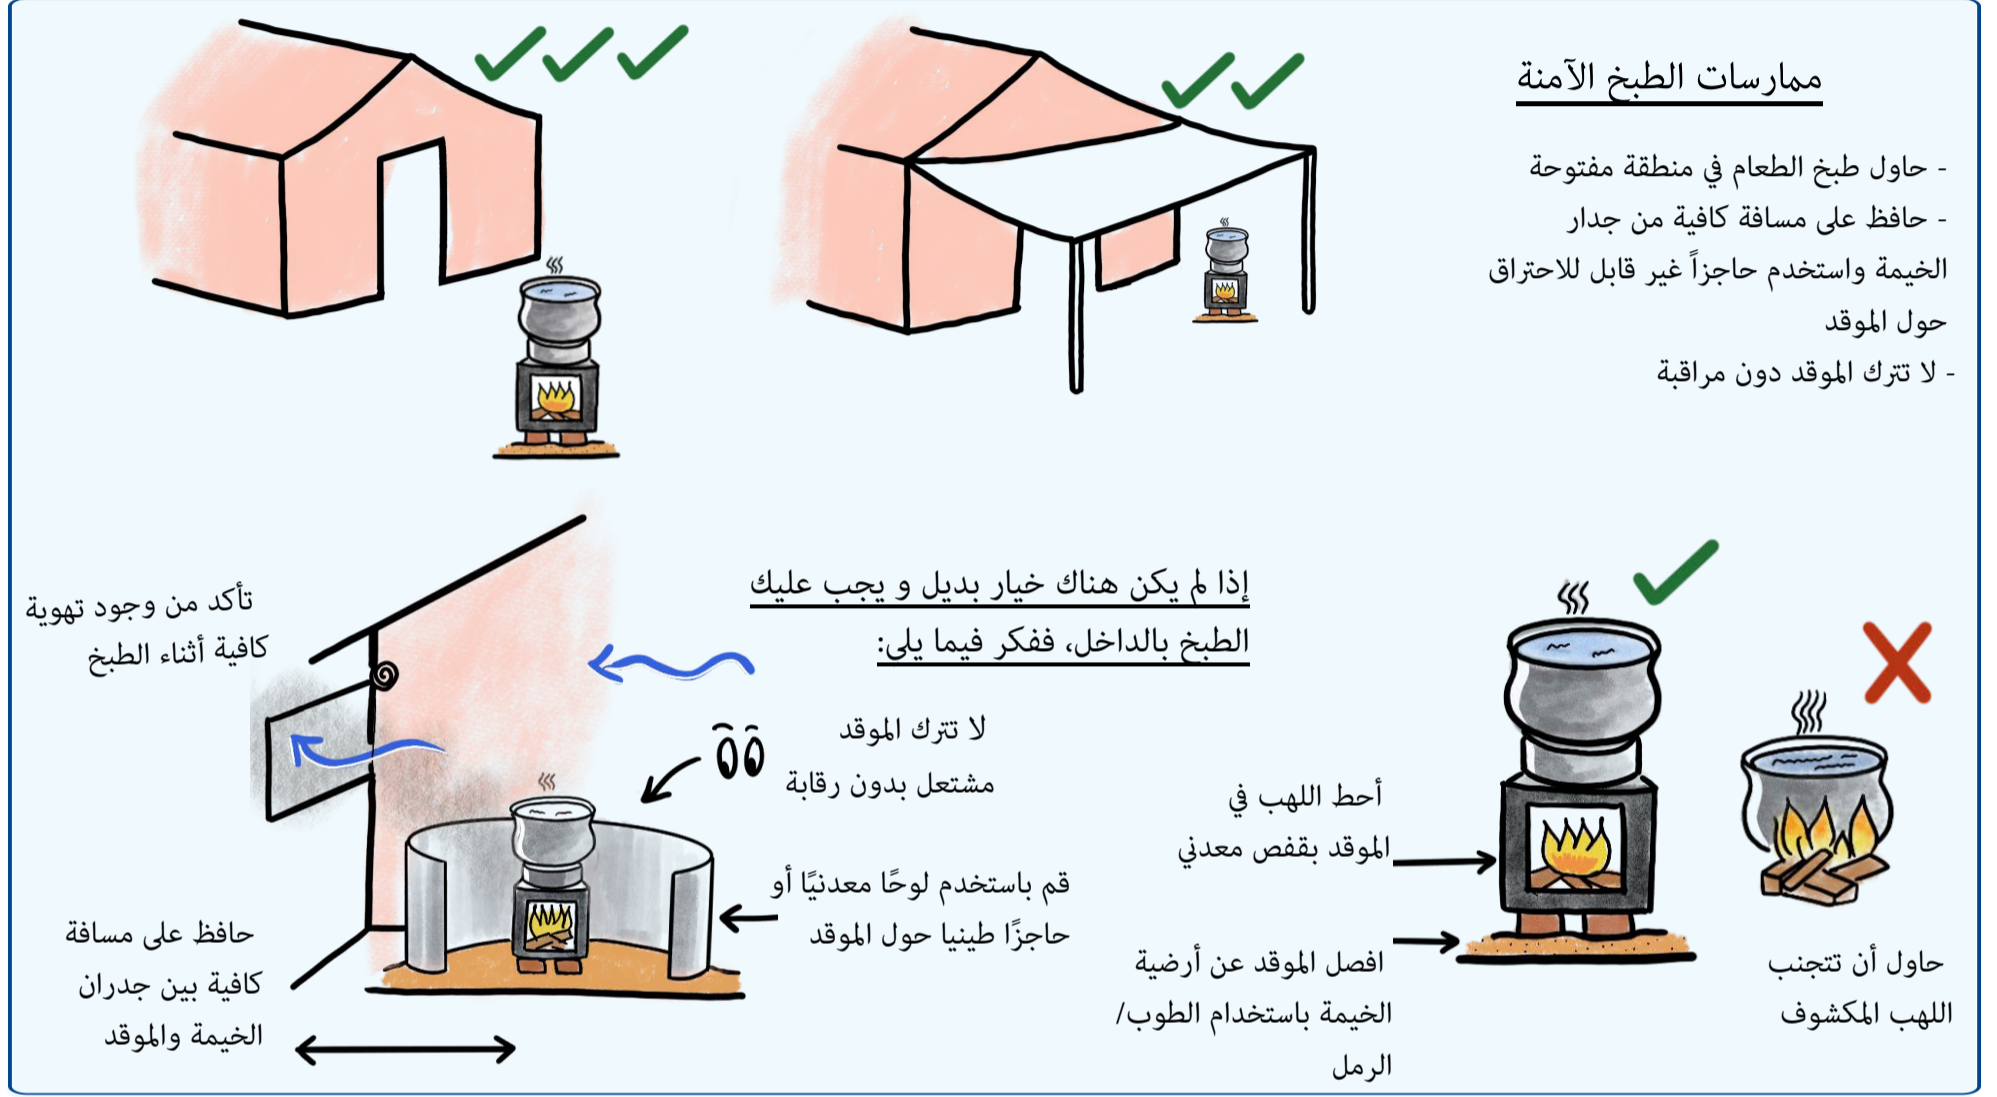 ممارسات الطبخ الآمنة
- حاول طبخ الطعام في منطقة مفتوحة
- حافظ على مسافة كافية من جدار
الخيمة واستخدم حاجزاً غير قابل للاحتراق
حول الموقد
- لا تترك الموقد دون مراقبة
حاول أن تتجنب
اللهب المكشوف
أحط اللهب في
الموقد بقفص معدني
افصل الموقد عن أرضية
الخيمة باستخدام الطوب/
الرمل
إذا لم يكن هناك خيار بديل و يجب عليك
الطبخ بالداخل، ففكر فيما يلي:
لا تترك الموقد
مشتعل بدون رقابة
قم باستخدم لوحًا معدنيًا أو
حاجزًا طينيا حول الموقد
تأكد من وجود تهوية
كافية أثناء الطبخ
حافظ على مسافة
كافية بين جدران
الخيمة والموقد